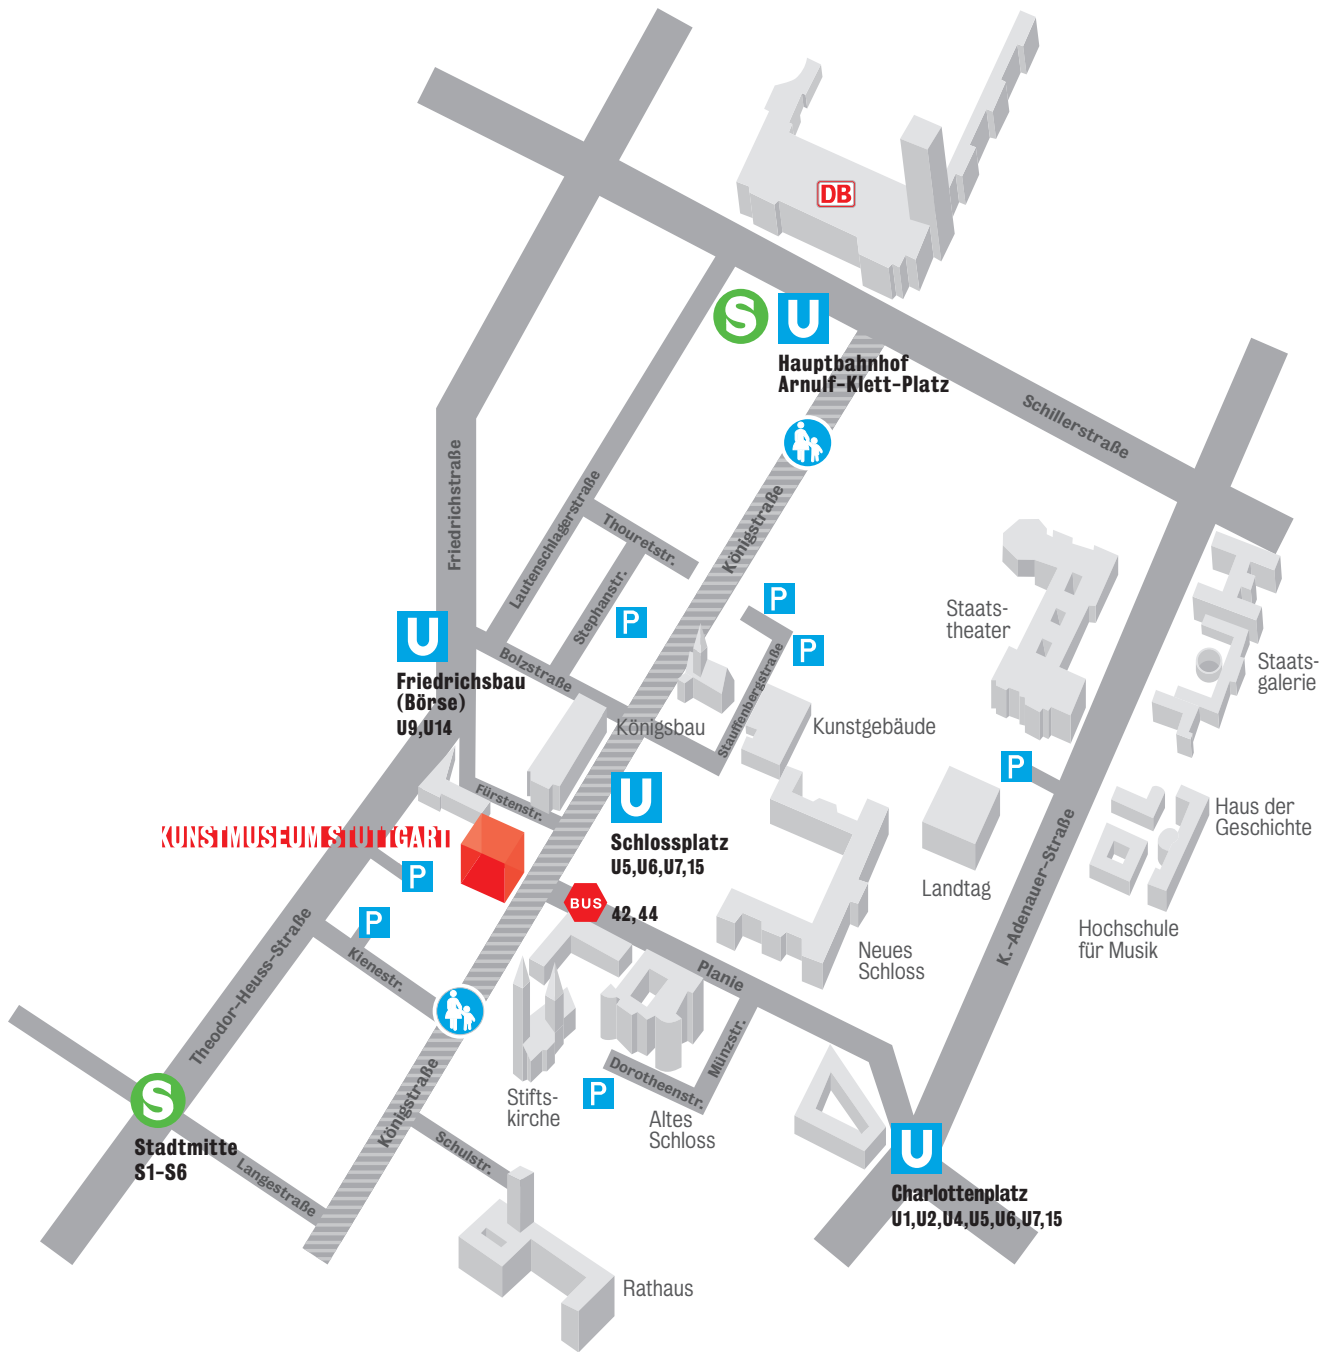 DB
S
U
Hauptbahnhof
Arnulf-Klett-Platz
Schillerstraße
Friedrichstraße
Lautenschlagerstraße
Thouretstr.
Stephanstr.
Königstraße
P
P
P
Staats-
theater
Staats-
galerie
U
Friedrichsbau
(Börse)
U9,U14
Bolzstraße
Stauffenbergstraße
Königsbau
Kunstgebäude
P
U
Schlossplatz
U5,U6,U7,15
Fürstenstr.
KUNSTMUSEUM STUTTGART
P
P
BUS
42,44
Landtag
K.-Adenauer-Straße
Haus der
Geschichte
Hochschule
für Musik
Neues
Schloss
Planie
Theodor-Heuss-Straße
Kienestr.
Münzstr.
Dorotheenstr.
P
Stifts-
kirche
Altes
Schloss
S
Stadtmitte
S1-S6
Königstraße
Schulstr.
Langestraße
U
Charlottenplatz
U1,U2,U4,U5,U6,U7,15
Rathaus